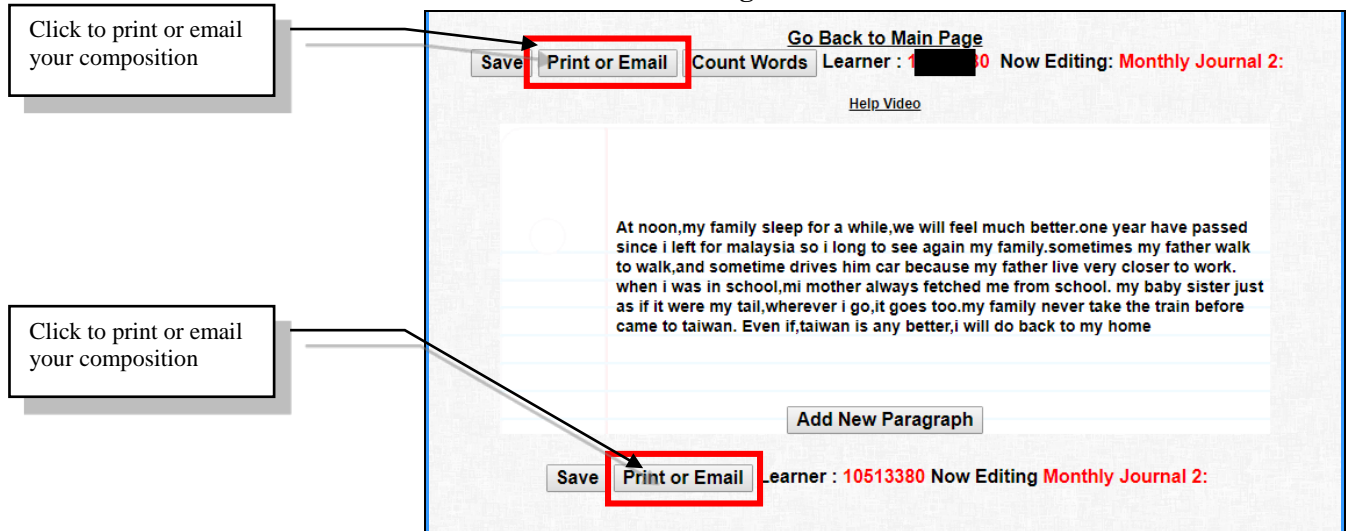 Click to print or email
your composition
Go Back to Main Page
Save Print or Email Count Words Learner : 1 0 Now Editing: Monthly Journal 2:
Help Video
At noon,my family sleep for a while,we will feel much better.one year have passed
since i left for malaysia so i long to see again my family.sometimes my father walk
to walk,and sometime drives him car because my father live very closer to work.
when i was in school,mi mother always fetched me from school. my baby sister just
as if it were my tail,wherever i go,it goes too.my family never take the train before
came to taiwan. Even if,taiwan is any better,i will do back to my home
Click to print or email
your composition
Add New Paragraph
Save Print or Email Learner : 10513380 Now Editing Monthly Journal 2: